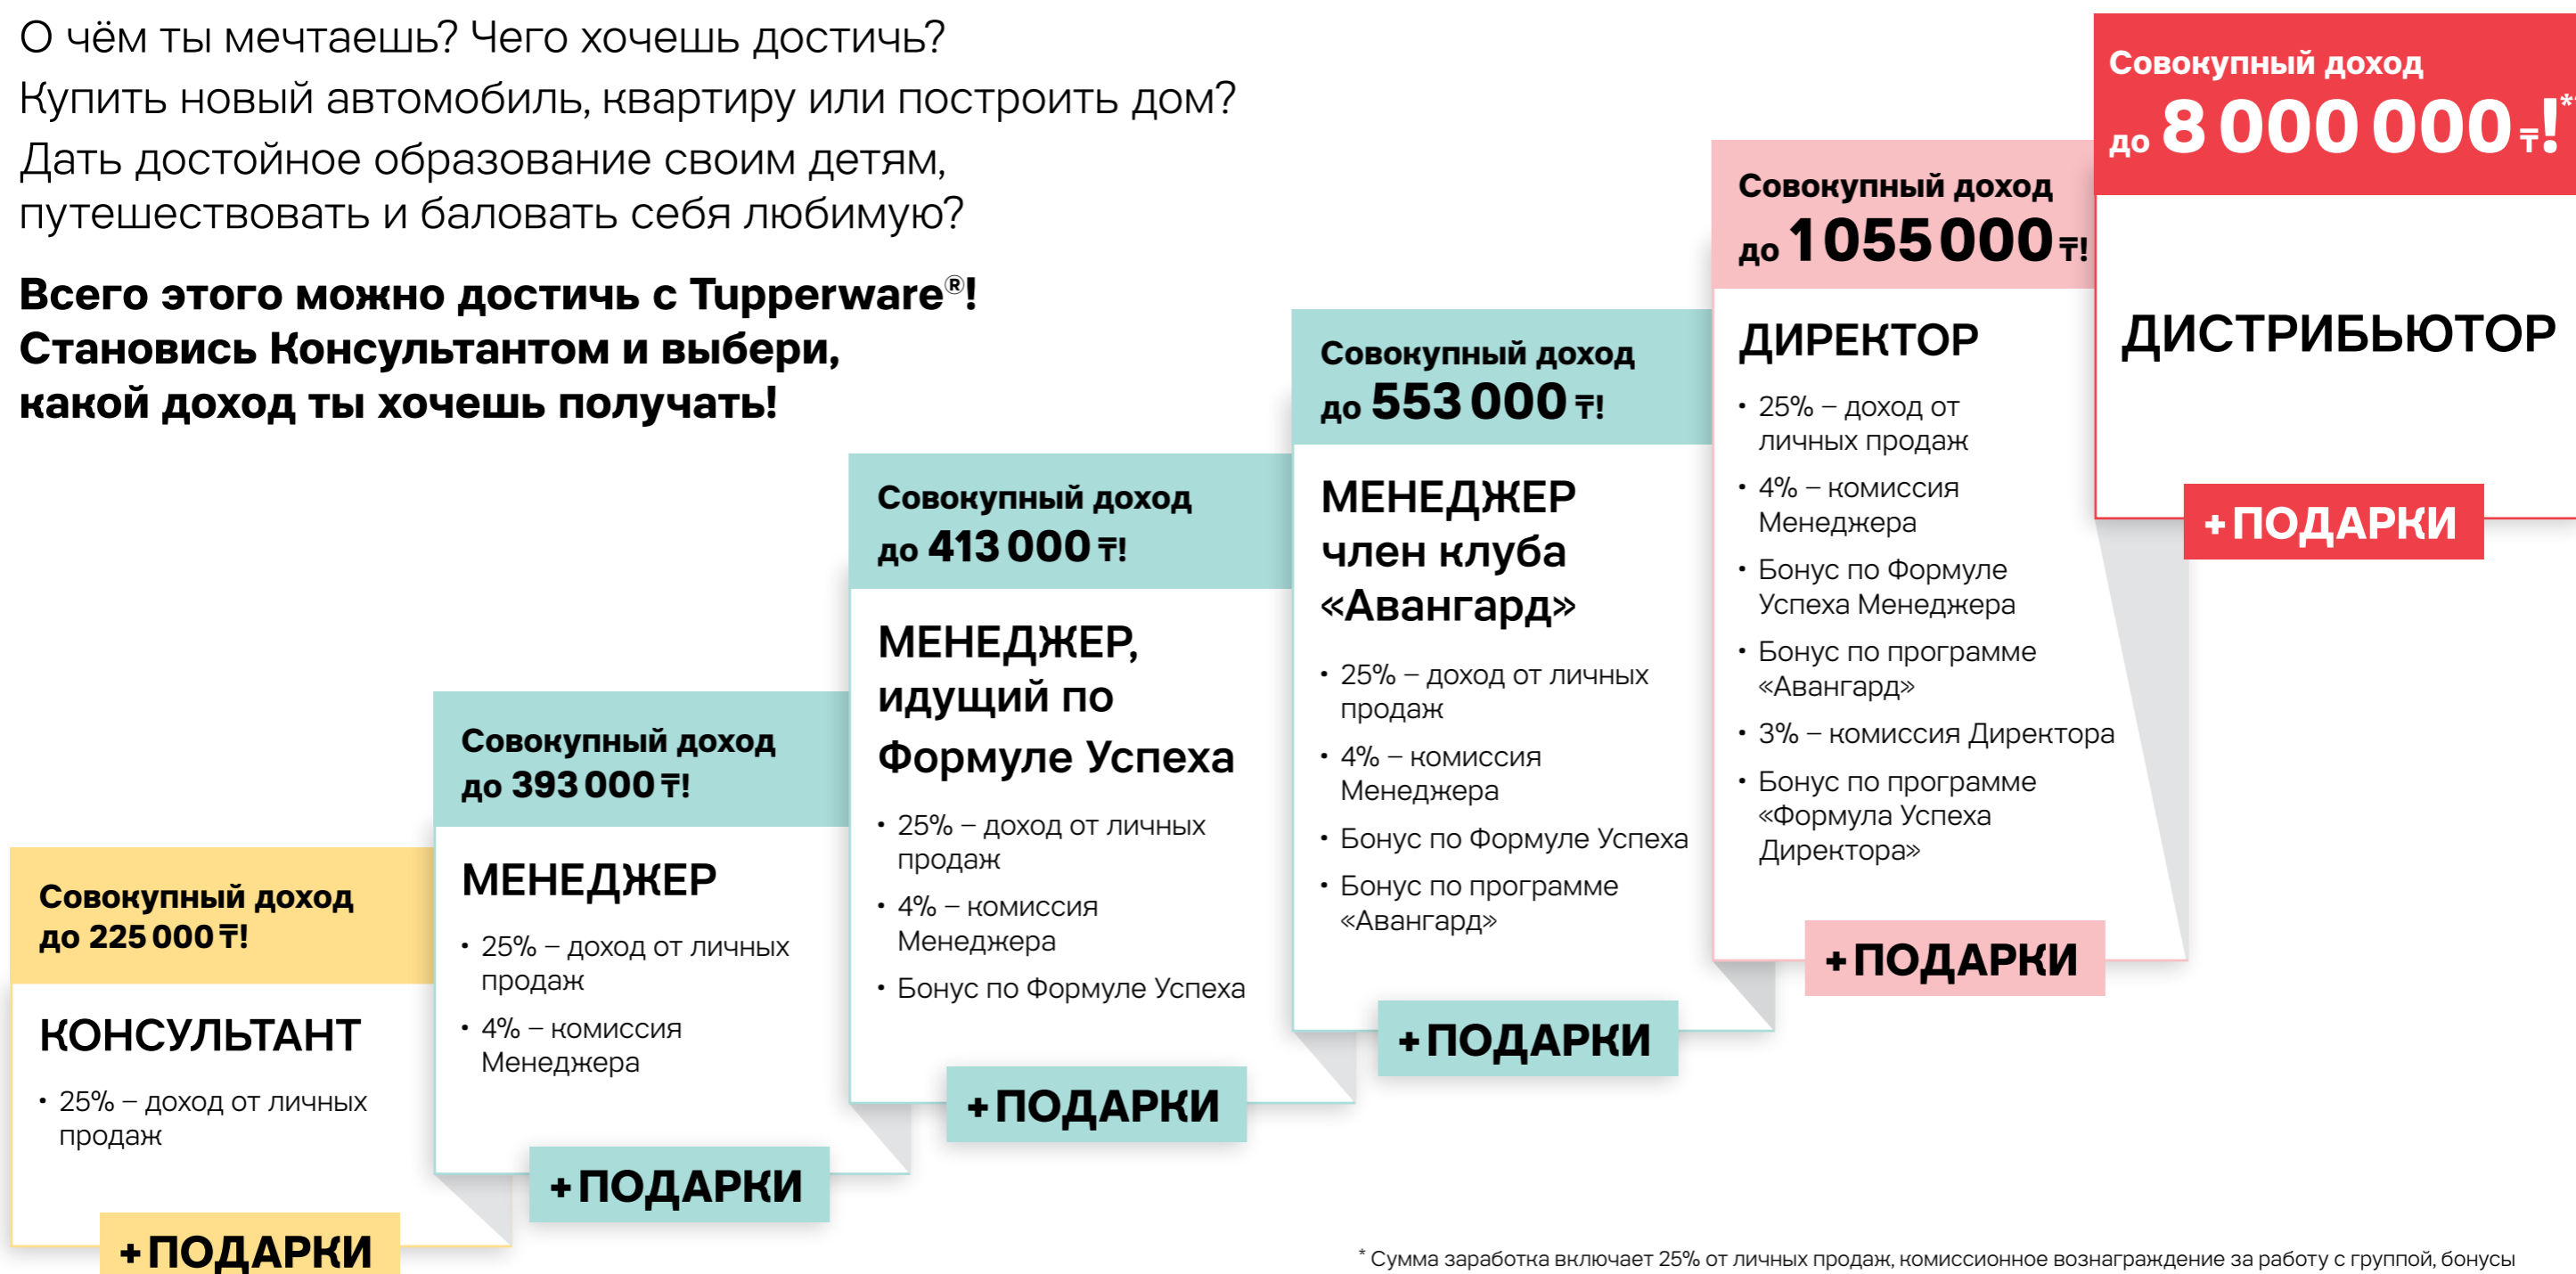 О чём ты мечтаешь? Чего хочешь достичь?
Купить новый автомобиль, квартиру или построить дом?
Дать достойное образование своим детям,
путешествовать и баловать себя любимую?
Всего этого можно достичь с Tupperware®!
Становись Консультантом и выбери,
какой доход ты хочешь получать!
Совокупный доход
до 225 000 ₸!
КОНСУЛЬТАНТ
• 25% – доход от личных
продаж
+ПОДАРКИ
Совокупный доход
до 393 000 ₸!
МЕНЕДЖЕР
• 25% – доход от личных
продаж
• 4% – комиссия
Менеджера
+ПОДАРКИ
Совокупный доход
до 413 000 ₸!
МЕНЕДЖЕР,
идущий по
Формуле Успеха
• 25% – доход от личных
продаж
• 4% – комиссия
Менеджера
• Бонус по Формуле Успеха
+ПОДАРКИ
Совокупный доход
до 553 000 ₸!
МЕНЕДЖЕР
член клуба
«Авангард»
• 25% – доход от личных
продаж
• 4% – комиссия
Менеджера
• Бонус по Формуле Успеха
• Бонус по программе
«Авангард»
+ПОДАРКИ
Совокупный доход
до 1 055 000 ₸!
ДИРЕКТОР
• 25% – доход от
личных продаж
• 4% – комиссия
Менеджера
• Бонус по Формуле
Успеха Менеджера
• Бонус по программе
«Авангард»
• 3% – комиссия Директора
• Бонус по программе
«Формула Успеха
Директора»
+ПОДАРКИ
Совокупный доход
до 8 000 000 ₸!*
ДИСТРИБЬЮТОР
+ПОДАРКИ
* Сумма заработка включает 25% от личных продаж, комиссионное вознаграждение за работу с группой, бонусы